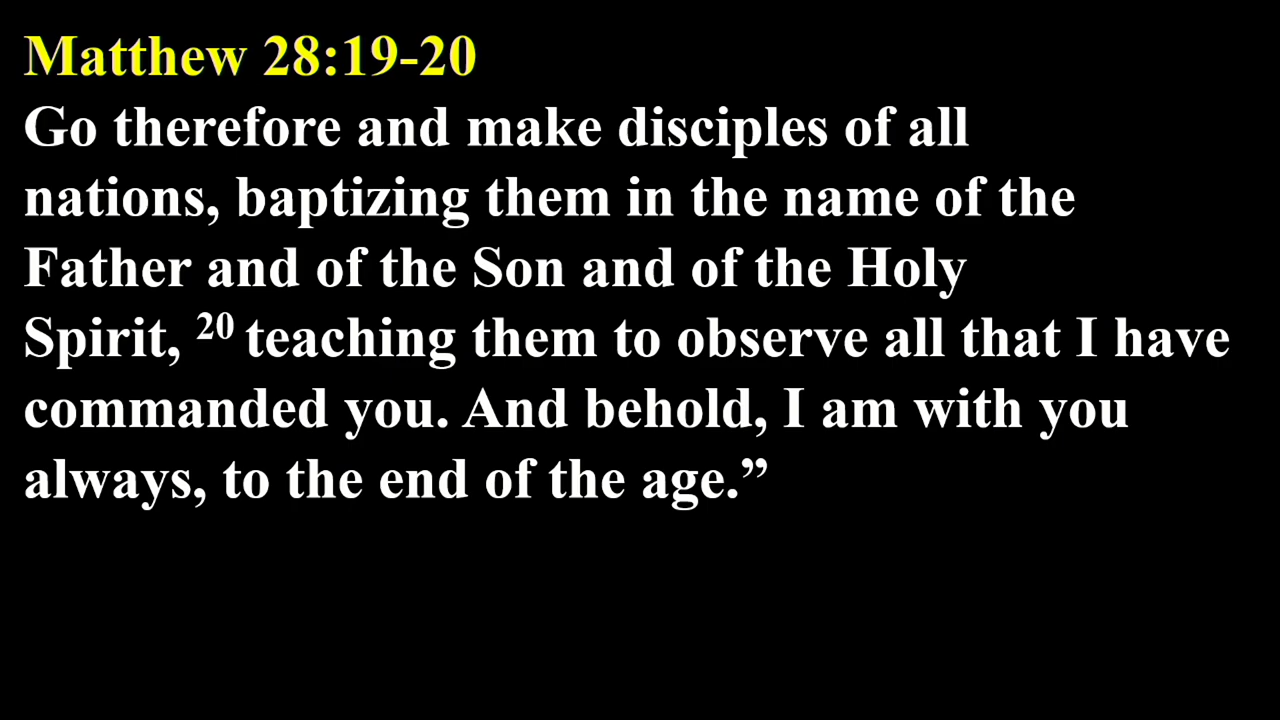 Matthew 28:19-20
Go therefore and make disciples of all
nations, baptizing them in the name of the
Father and of the Son and of the Holy
Spirit, 20 teaching them to observe all that I have
commanded you. And behold, I am with you
always, to the end of the age.”